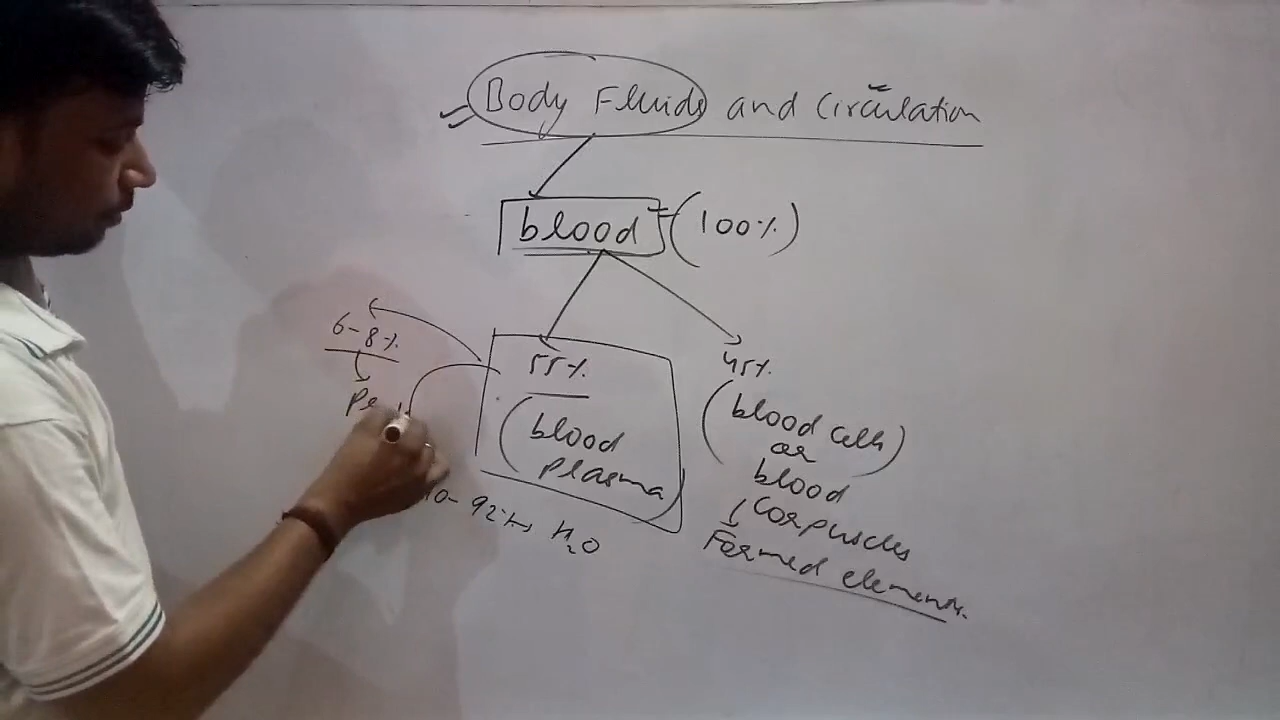 Body Fluids and Circulation
blood = (100%)
6-8%
55%
(blood
plasma)
90-92% → H₂O
45%
(blood cells)
or
blood
Corpuscles
Formed elements.